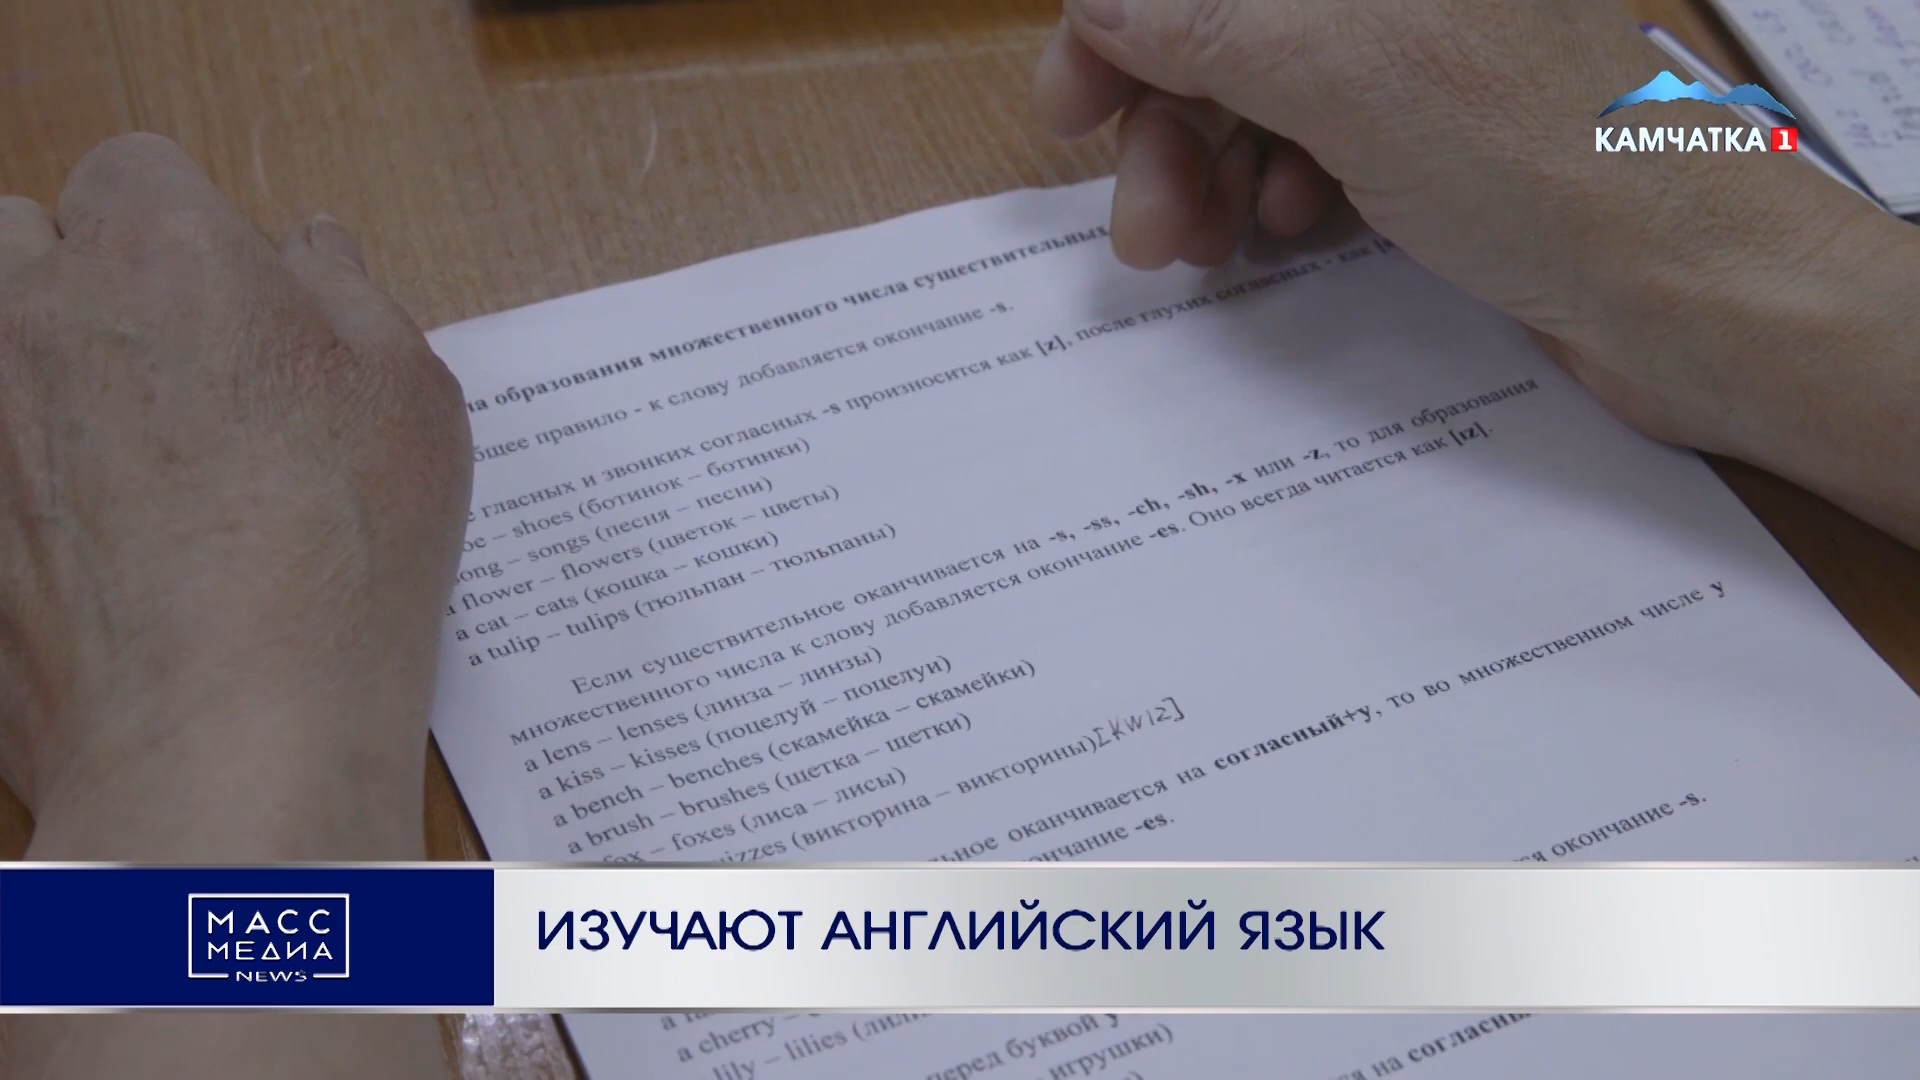 КАМЧАТКА 1
образования множественного числа существительных
правило - к слову добавляется окончание -s.
гласных и звонких согласных -s произносится как [z], после глухих согласных - как
– shoes (ботинок – ботинки)
– songs (песня – песни)
flower – flowers (цветок – цветы)
a cat – cats (кошка – кошки)
a tulip – tulips (тюльпан – тюльпаны)
Если существительное оканчивается на -s, -ss, -ch, -sh, -x или -z, то для образования
множественного числа к слову добавляется окончание -es. Оно всегда читается как [ɪz].
a lens – lenses (линза – линзы)
a kiss – kisses (поцелуй – поцелуи)
a bench – benches (скамейка – скамейки)
a brush – brushes (щетка – щетки)
fox – foxes (лиса – лисы)
(викторина – викторины) [KWIZ]
оканчивается на согласный+y, то во множественном числе y
-es.
окончание -s.
МАСС
МЕДИА
NEWS
ИЗУЧАЮТ АНГЛИЙСКИЙ ЯЗЫК
a cherry –
lily – lilies
перед буквой y
игрушки)
на